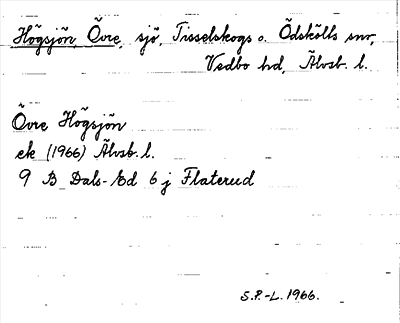 Högsjön, Övre, sjö, Tisselskogs o. Ödskölts snr,
Vedbo hd, Älvsb. l.
Övre Högsjön
ek (1966) Älvsb. l.
9 B Dals-Ed 6 j Flaterud
S.P.-L. 1966.